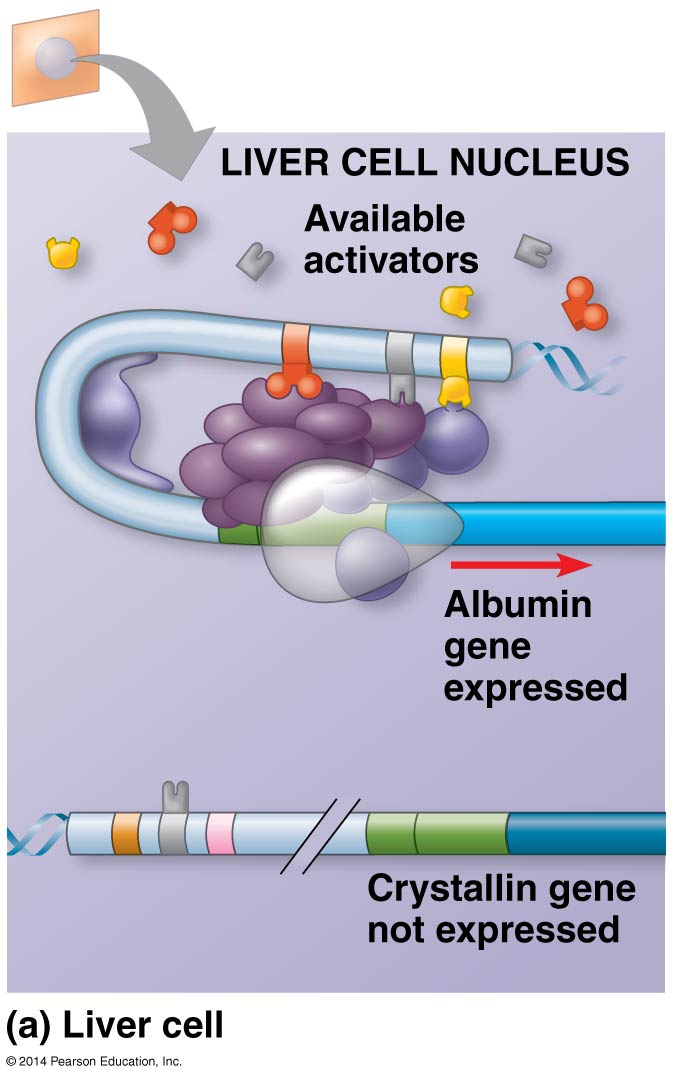 LIVER CELL NUCLEUS
Available
activators
Albumin
gene
expressed
Crystallin gene
not expressed
(a) Liver cell
© 2014 Pearson Education, Inc.